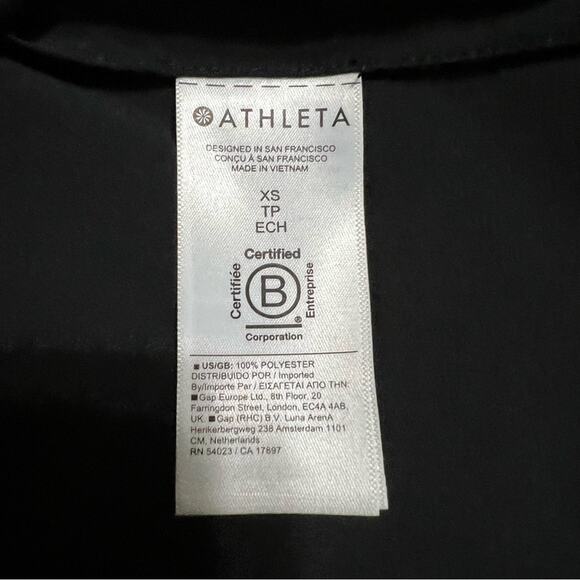 ATHLETA
DESIGNED IN SAN FRANCISCO
CONÇU À SAN FRANCISCO
MADE IN VIETNAM
XS
TP
ECH
Certified
Certifiée
B
Entreprise
®
Corporation
■ US/GB: 100% POLYESTER
DISTRIBUIDO POR / Imported
By/Importe Par / ΕΙΣΑΓΕΤΑΙ ΑΠΟ ΤΗΝ:
■ Gap Europe Ltd., 8th Floor, 20
Farringdon Street, London, EC4A 4AB,
UK. ■ Gap (RHC) B.V. Luna ArenA
Herikerbergweg 238 Amsterdam 1101
CM, Netherlands
RN 54023 / CA 17897